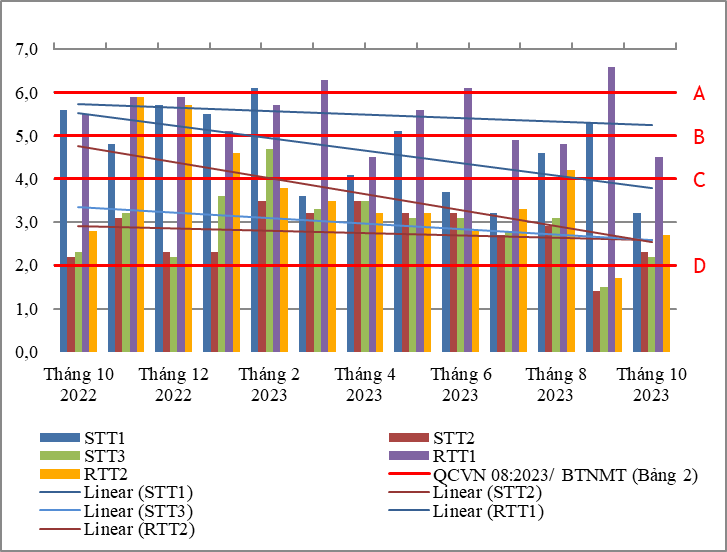 7,0
6,0
A
5,0
B
4,0
C
3,0
2,0
D
1,0
0,0
Tháng 10
2022
Tháng 12
2022
Tháng 2
2023
Tháng 4
2023
Tháng 6
2023
Tháng 8
2023
Tháng 10
2023
STT1
STT2
STT3
RTT1
RTT2
QCVN 08:2023/ BTNMT (Bảng 2)
Linear (STT1)
Linear (STT2)
Linear (STT3)
Linear (RTT1)
Linear (RTT2)